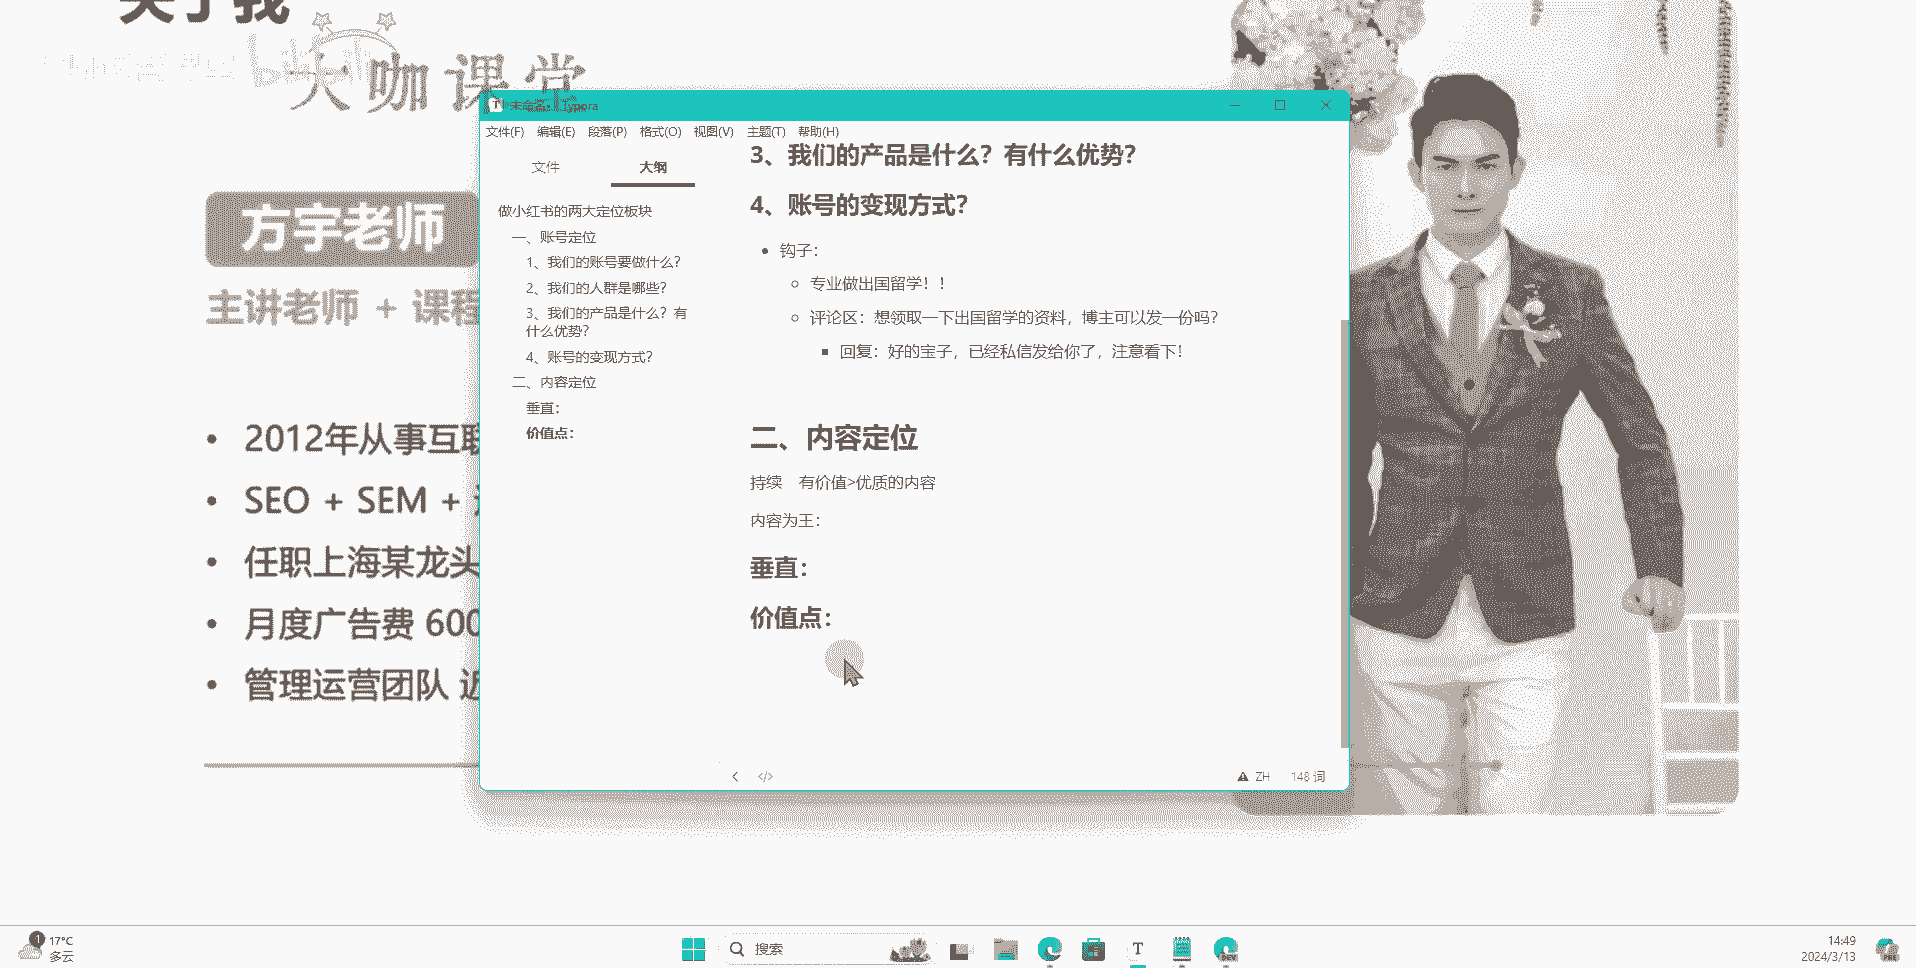 关于我
大咖课堂
方宇老师
主讲老师 + 课程
2012年从事互联
SEO + SEM +
任职上海某龙头
月度广告费 600
管理运营团队 近
未命名 • - Typora
文件(F) 编辑(E) 段落(P) 格式(O) 视图(V) 主题(T) 帮助(H)
文件 大纲
做小红书的两大定位板块
一、账号定位
1、我们的账号要做什么？
2、我们的人群是哪些？
3、我们的产品是什么？有
什么优势？
4、账号的变现方式？
二、内容定位
垂直：
价值点：
3、我们的产品是什么？有什么优势？
4、账号的变现方式？
钩子：
专业做出国留学！！
评论区：想领取一下出国留学的资料，博主可以发一份吗？
回复：好的宝子，已经私信发给你了，注意看下！
二、内容定位
持续 有价值>优质的内容
内容为王：
垂直：
价值点：
ZH 148 词
1
17°C
多云
搜索
T
DEV
14:49
2024/3/13
PRE